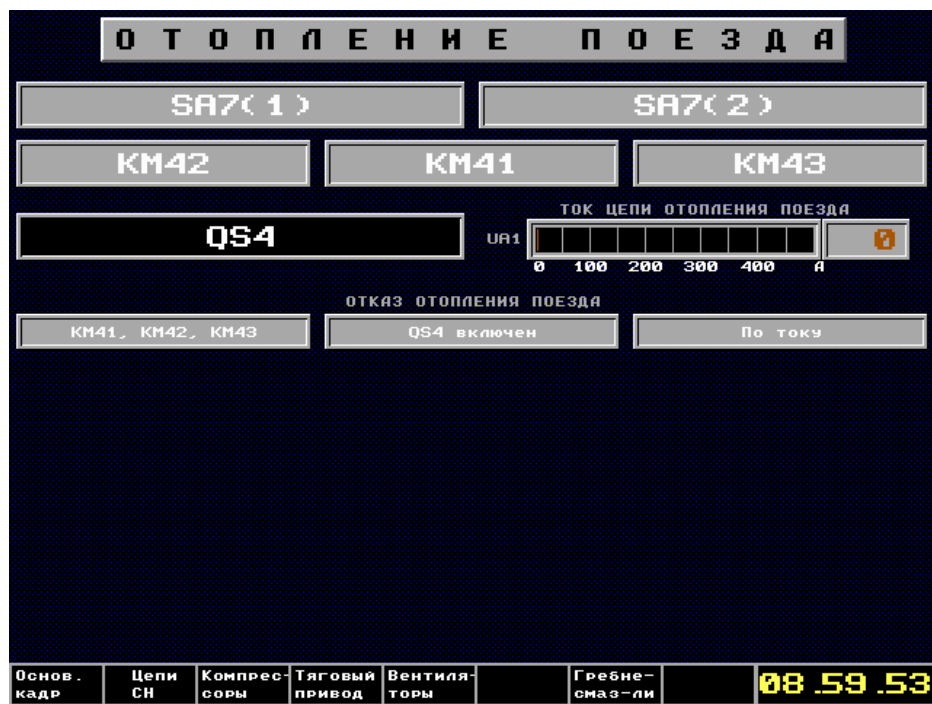 ОТОПЛЕНИЕ ПОЕЗДА
SA7(1) SA7(2)
KM42 KM41 KM43
ТОК ЦЕПИ ОТОПЛЕНИЯ ПОЕЗДА
QS4 UA1 0
0 100 200 300 400 A
ОТКАЗ ОТОПЛЕНИЯ ПОЕЗДА
KM41, KM42, KM43 QS4 включен По току
Основ. Цепи Компрес- Тяговый Вентиля- Гребне-
кадр СН соры привод торы смаз-ли
08.59.53